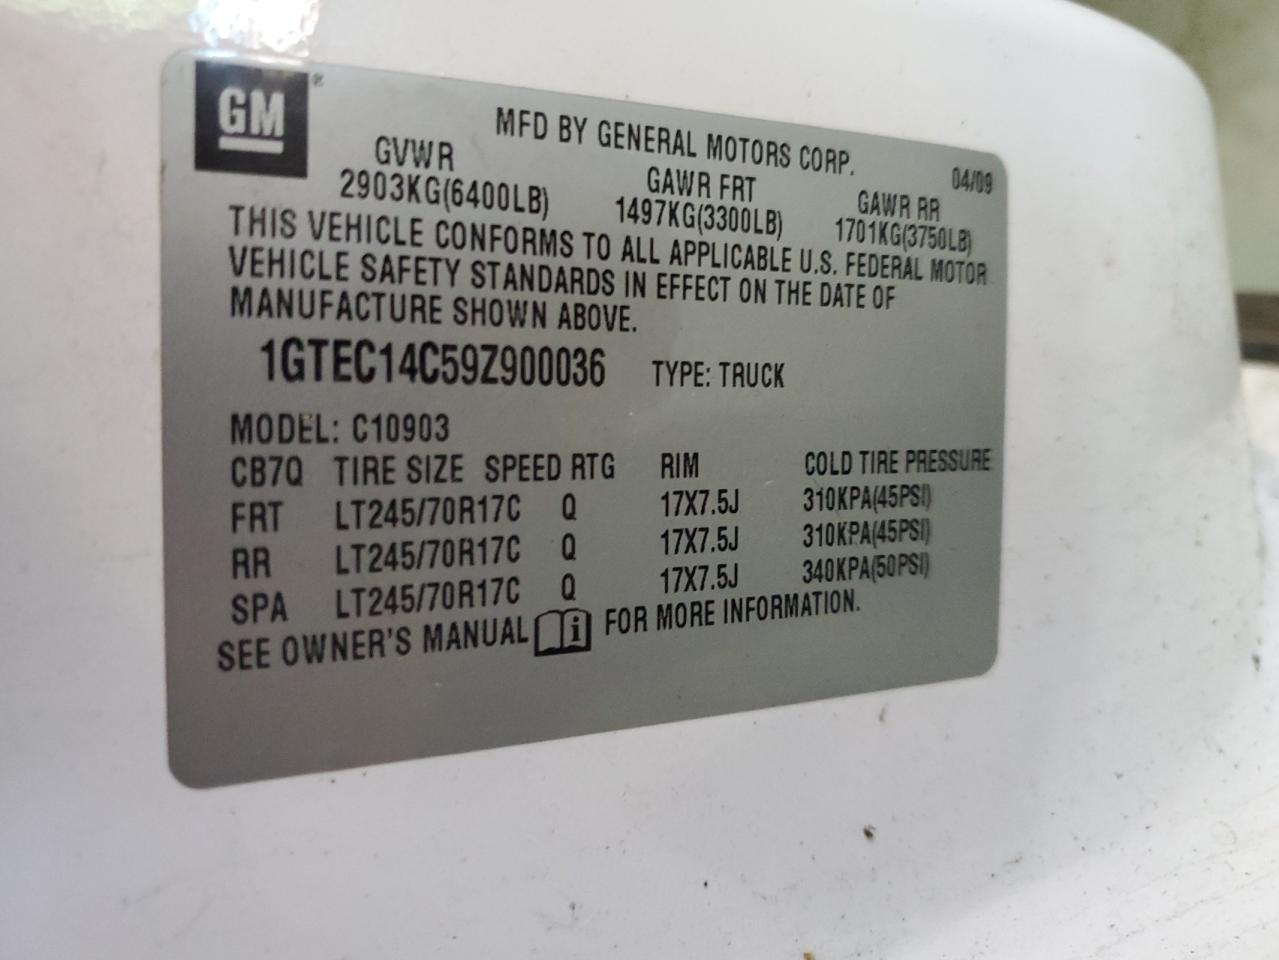 GM ®
MFD BY GENERAL MOTORS CORP. 04/09
GVWR GAWR FRT GAWR RR
2903KG(6400LB) 1497KG(3300LB) 1701KG(3750LB)
THIS VEHICLE CONFORMS TO ALL APPLICABLE U.S. FEDERAL MOTOR
VEHICLE SAFETY STANDARDS IN EFFECT ON THE DATE OF
MANUFACTURE SHOWN ABOVE.
1GTEC14C59Z900036 TYPE: TRUCK
MODEL: C10903
CB7Q TIRE SIZE SPEED RTG RIM COLD TIRE PRESSURE
FRT LT245/70R17C Q 17X7.5J 310KPA(45PSI)
RR LT245/70R17C Q 17X7.5J 310KPA(45PSI)
SPA LT245/70R17C Q 17X7.5J 340KPA(50PSI)
SEE OWNER'S MANUAL i FOR MORE INFORMATION.